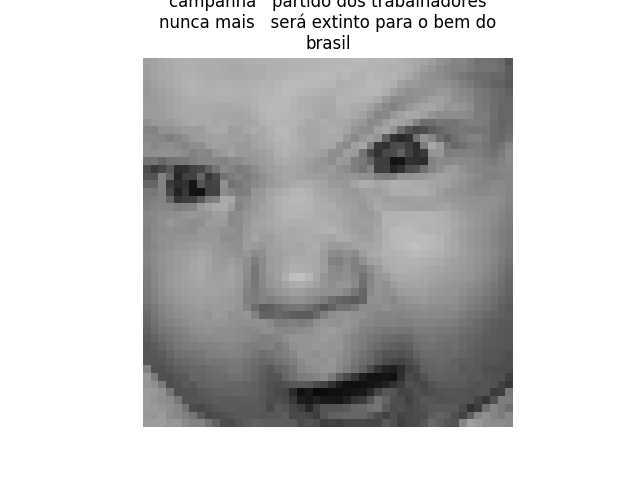 campanha   partido dos trabalhadores
nunca mais   será extinto para o bem do
brasil